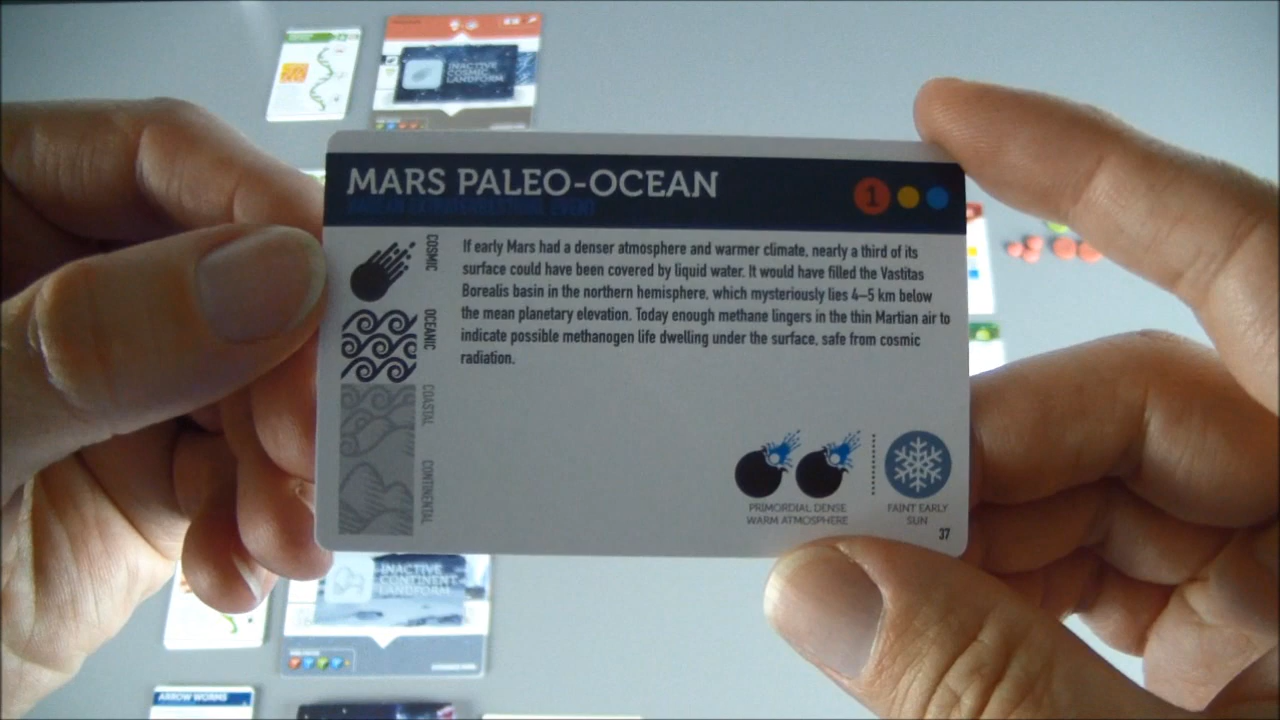 INACTIVE
COSMIC
LANDFORM
MARS PALEO-OCEAN
1
COSMIC
OCEANIC
COASTAL
CONTINENTAL
If early Mars had a denser atmosphere and warmer climate, nearly a third of its
surface could have been covered by liquid water. It would have filled the Vastitas
Borealis basin in the northern hemisphere, which mysteriously lies 4–5 km below
the mean planetary elevation. Today enough methane lingers in the thin Martian air to
indicate possible methanogen life dwelling under the surface, safe from cosmic
radiation.
PRIMORDIAL DENSE
WARM ATMOSPHERE
FAINT EARLY
SUN
37
INACTIVE
CONTINENT
LANDFORM
ARROW WORMS